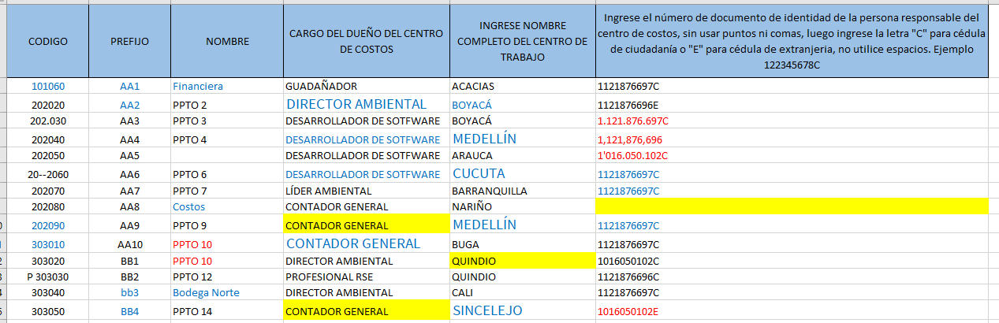 CODIGO PREFIJO NOMBRE CARGO DEL DUEÑO DEL CENTRO DE COSTOS INGRESE NOMBRE COMPLETO DEL CENTRO DE TRABAJO Ingrese el número de documento de identidad de la persona responsable del centro de costos, sin usar puntos ni comas, luego ingrese la letra "C" para cédula de ciudadanía o "E" para cédula de extranjeria, no utilice espacios. Ejemplo 122345678C
101060 AA1 Financiera GUADAÑADOR ACACIAS 1121876697C
202020 AA2 PPTO 2 DIRECTOR AMBIENTAL BOYACÁ 1121876696E
202.030 AA3 PPTO 3 DESARROLLADOR DE SOTFWARE BOYACÁ 1.121.876.697C
202040 AA4 PPTO 4 DESARROLLADOR DE SOTFWARE MEDELLÍN 1,121,876,696
202050 AA5 DESARROLLADOR DE SOTFWARE ARAUCA 1'016.050.102C
20--2060 AA6 PPTO 6 DESARROLLADOR DE SOTFWARE CUCUTA 1121876697C
202070 AA7 PPTO 7 LÍDER AMBIENTAL BARRANQUILLA 1121876697C
202080 AA8 Costos CONTADOR GENERAL NARIÑO
202090 AA9 PPTO 9 CONTADOR GENERAL MEDELLÍN 1121876697C
303010 AA10 PPTO 10 CONTADOR GENERAL BUGA 1121876697C
303020 BB1 PPTO 10 DIRECTOR AMBIENTAL QUINDIO 1016050102C
P 303030 BB2 PPTO 12 PROFESIONAL RSE QUINDIO 1121876696C
303040 bb3 Bodega Norte DIRECTOR AMBIENTAL CALI 1121876697C
303050 BB4 PPTO 14 CONTADOR GENERAL SINCELEJO 1016050102E